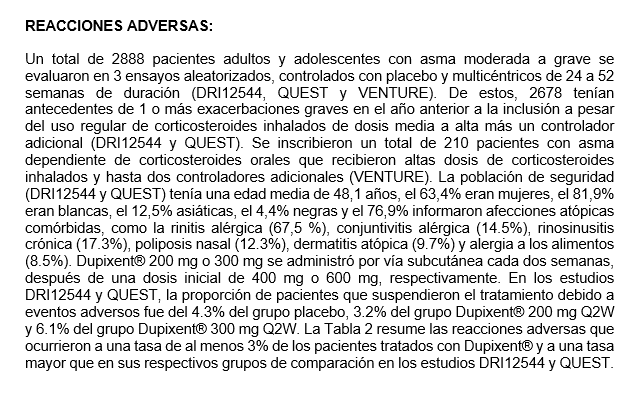 REACCIONES ADVERSAS:
Un total de 2888 pacientes adultos y adolescentes con asma moderada a grave se
evaluaron en 3 ensayos aleatorizados, controlados con placebo y multicéntricos de 24 a 52
semanas de duración (DRI12544, QUEST y VENTURE). De estos, 2678 tenían
antecedentes de 1 o más exacerbaciones graves en el año anterior a la inclusión a pesar
del uso regular de corticosteroides inhalados de dosis media a alta más un controlador
adicional (DRI12544 y QUEST). Se inscribieron un total de 210 pacientes con asma
dependiente de corticosteroides orales que recibieron altas dosis de corticosteroides
inhalados y hasta dos controladores adicionales (VENTURE). La población de seguridad
(DRI12544 y QUEST) tenía una edad media de 48,1 años, el 63,4% eran mujeres, el 81,9%
eran blancas, el 12,5% asiáticas, el 4,4% negras y el 76,9% informaron afecciones atópicas
comórbidas, como la rinitis alérgica (67,5 %), conjuntivitis alérgica (14.5%), rinosinusitis
crónica (17.3%), poliposis nasal (12.3%), dermatitis atópica (9.7%) y alergia a los alimentos
(8.5%). Dupixent® 200 mg o 300 mg se administró por vía subcutánea cada dos semanas,
después de una dosis inicial de 400 mg o 600 mg, respectivamente. En los estudios
DRI12544 y QUEST, la proporción de pacientes que suspendieron el tratamiento debido a
eventos adversos fue del 4.3% del grupo placebo, 3.2% del grupo Dupixent® 200 mg Q2W
y 6.1% del grupo Dupixent® 300 mg Q2W. La Tabla 2 resume las reacciones adversas que
ocurrieron a una tasa de al menos 3% de los pacientes tratados con Dupixent® y a una tasa
mayor que en sus respectivos grupos de comparación en los estudios DRI12544 y QUEST.